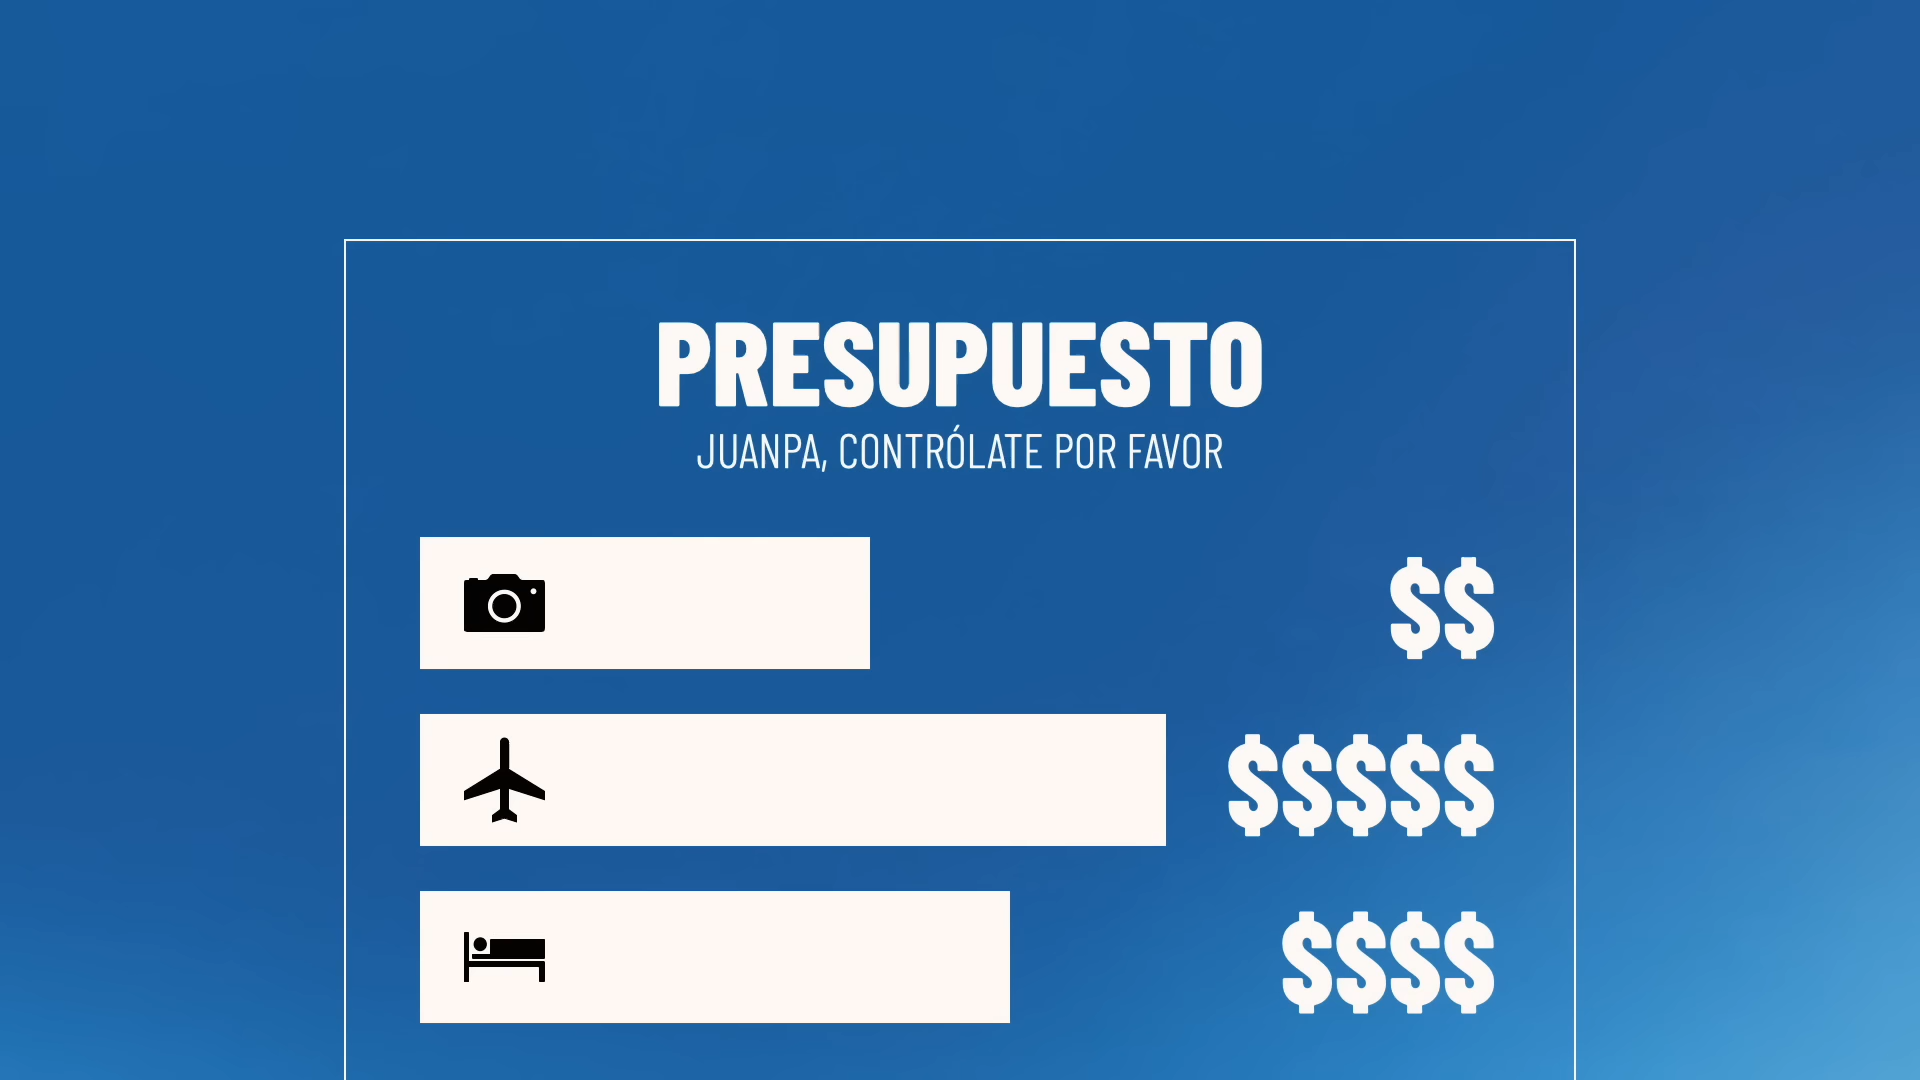 PRESUPUESTO
JUANPA, CONTRÓLATE POR FAVOR
$$
$$$$$
$$$$